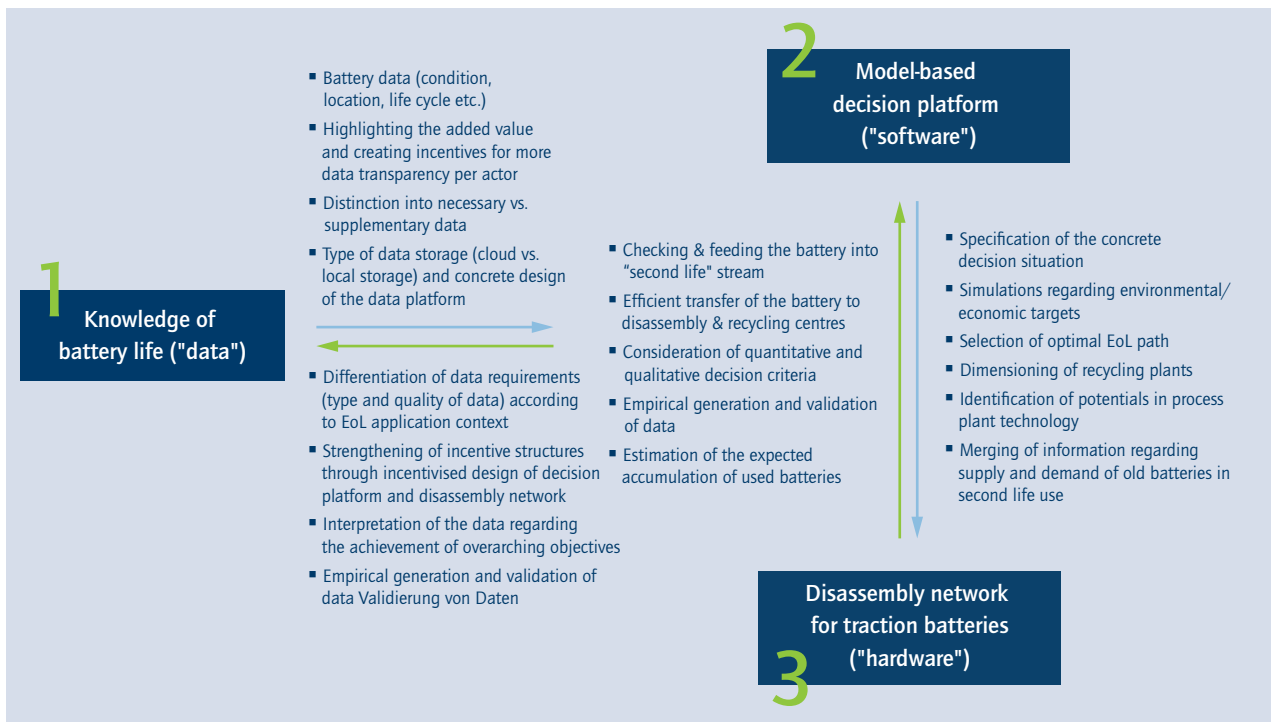 1
Knowledge of
battery life ("data")
▪ Battery data (condition,
location, life cycle etc.)
▪ Highlighting the added value
and creating incentives for more
data transparency per actor
▪ Distinction into necessary vs.
supplementary data
▪ Type of data storage (cloud vs.
local storage) and concrete design
of the data platform
▪ Differentiation of data requirements
(type and quality of data) according
to EoL application context
▪ Strengthening of incentive structures
through incentivised design of decision
platform and disassembly network
▪ Interpretation of the data regarding
the achievement of overarching objectives
▪ Empirical generation and validation of
data Validierung von Daten
2
Model-based
decision platform
("software")
▪ Checking & feeding the battery into
“second life" stream
▪ Efficient transfer of the battery to
disassembly & recycling centres
▪ Consideration of quantitative and
qualitative decision criteria
▪ Empirical generation and validation
of data
▪ Estimation of the expected
accumulation of used batteries
▪ Specification of the concrete
decision situation
▪ Simulations regarding environmental/
economic targets
▪ Selection of optimal EoL path
▪ Dimensioning of recycling plants
▪ Identification of potentials in process
plant technology
▪ Merging of information regarding
supply and demand of old batteries in
second life use
Disassembly network
for traction batteries
("hardware")
3